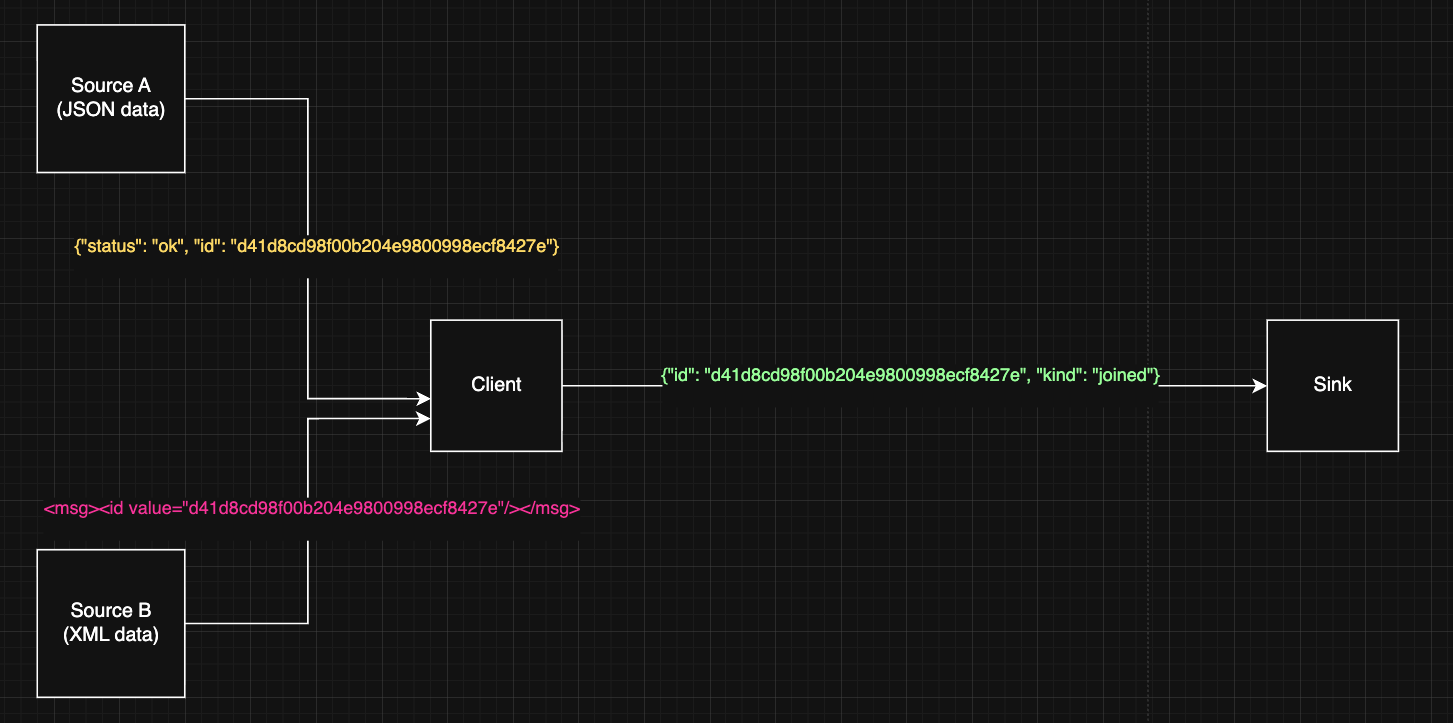 Source A
(JSON data)
{"status": "ok", "id": "d41d8cd98f00b204e9800998ecf8427e"}
Client
{"id": "d41d8cd98f00b204e9800998ecf8427e", "kind": "joined"}
Sink
<msg><id value="d41d8cd98f00b204e9800998ecf8427e"/></msg>
Source B
(XML data)